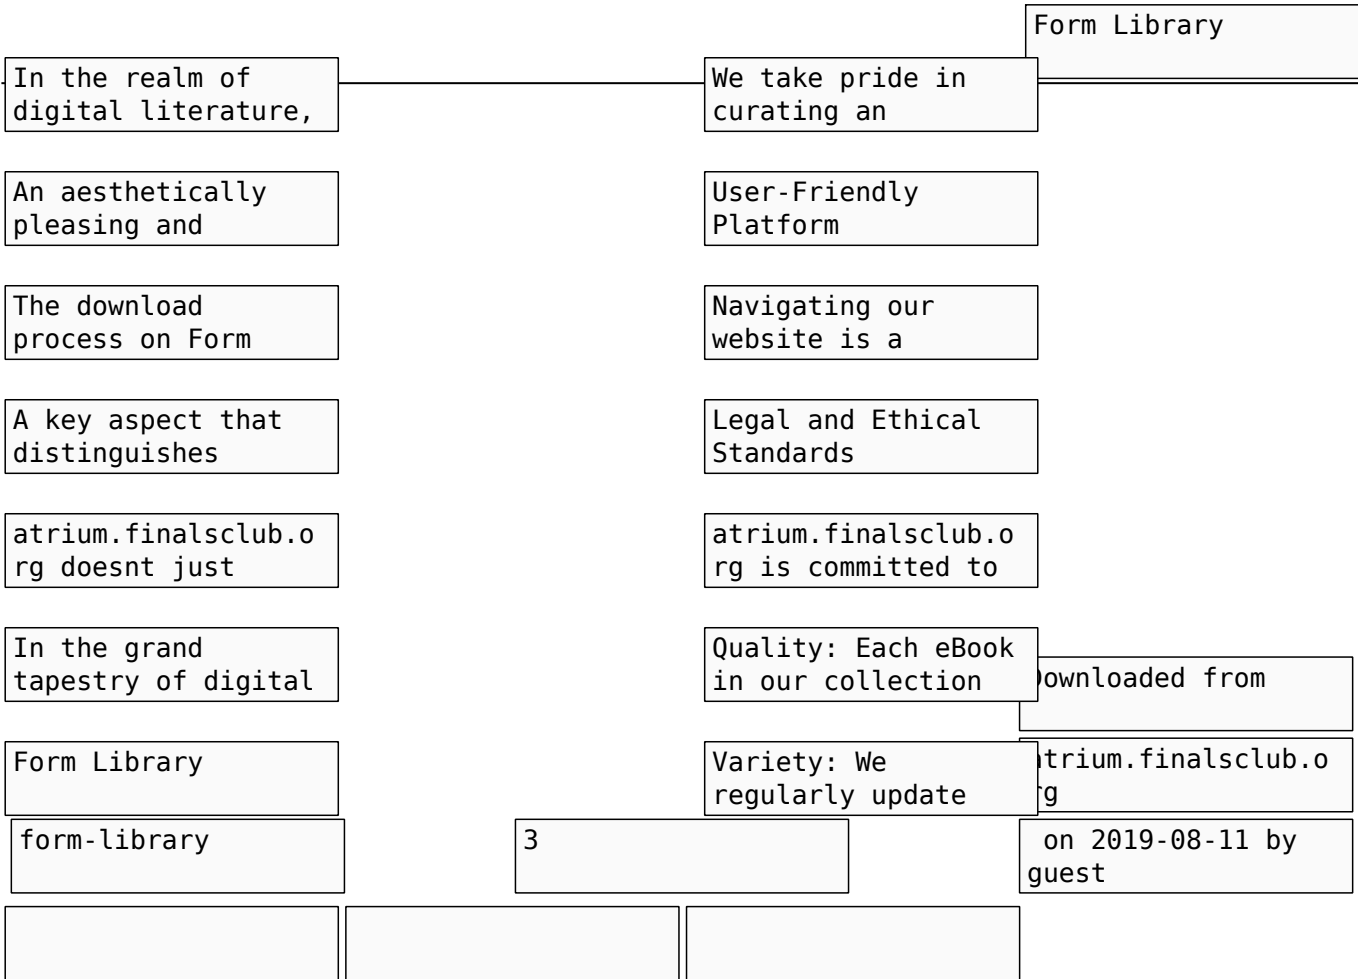 Form Library
In the realm of
digital literature,
An aesthetically
pleasing and
The download
process on Form
A key aspect that
distinguishes
atrium.finalsclub.o
rg doesnt just
In the grand
tapestry of digital
Form Library
We take pride in
curating an
User-Friendly
Platform
Navigating our
website is a
Legal and Ethical
Standards
atrium.finalsclub.o
rg is committed to
Quality: Each eBook
in our collection
Variety: We
regularly update
form-library
3
Downloaded from
atrium.finalsclub.o
rg
on 2019-08-11 by
guest